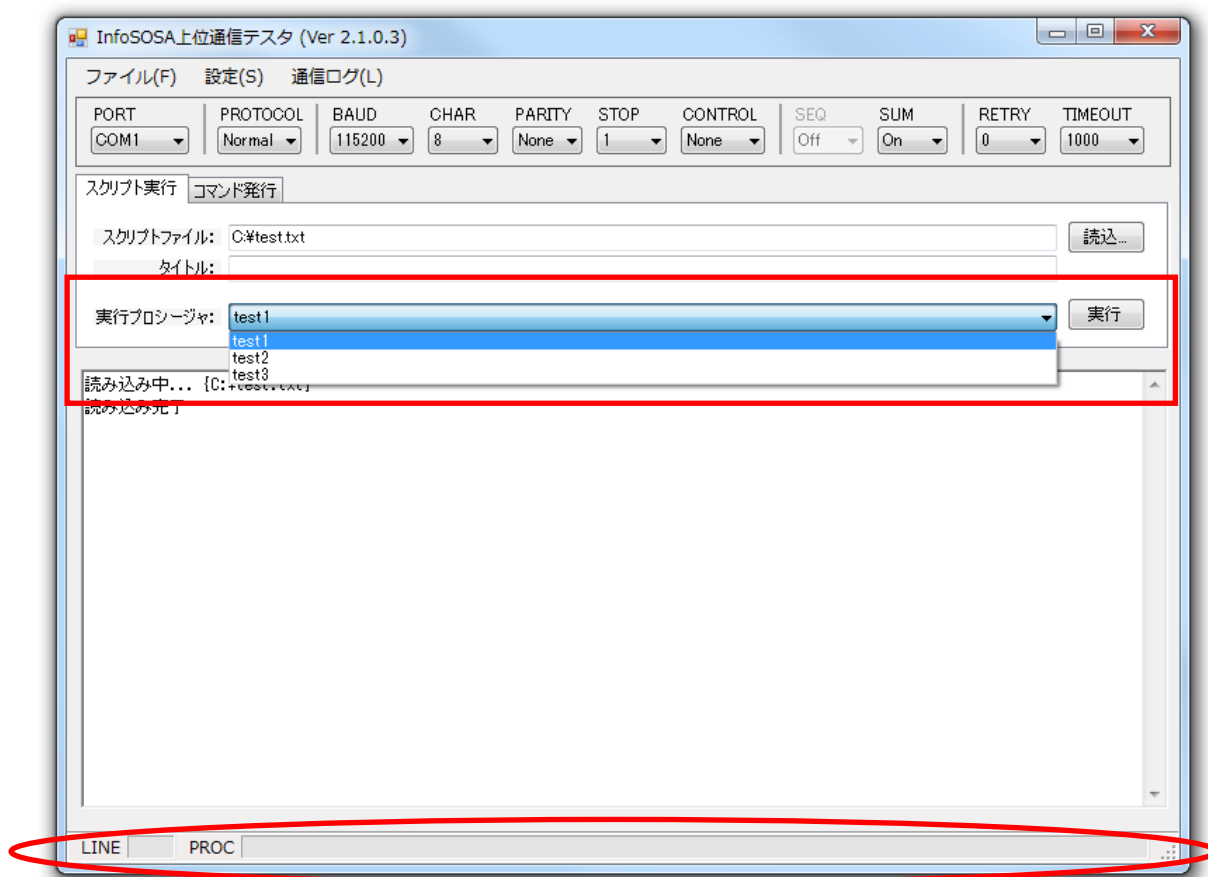 InfoSOSA上位通信テスタ (Ver 2.1.0.3)
ファイル(F) 設定(S) 通信ログ(L)
PORT PROTOCOL BAUD CHAR PARITY STOP CONTROL SEQ SUM RETRY TIMEOUT
COM1 Normal 115200 8 None 1 None Off On 0 1000
スクリプト実行 コマンド発行
スクリプトファイル: C:¥test.txt 読込...
タイトル:
実行プロシージャ: test1 実行
test1
test2
test3
読み込み中... {C:¥test.txt}
読み込み完了
LINE PROC